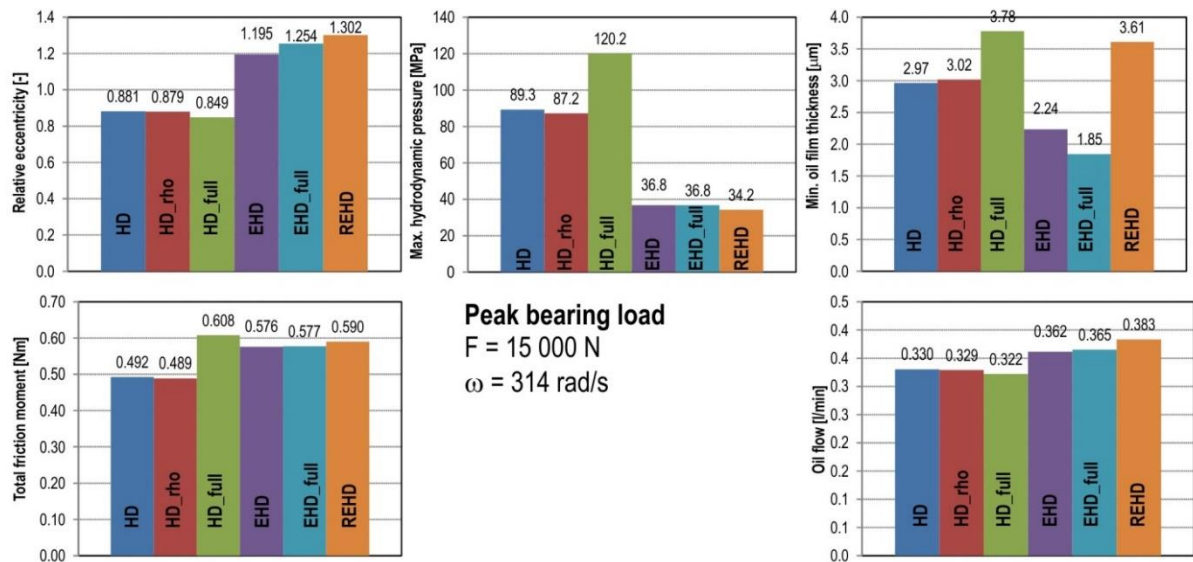 Relative eccentricity [-]
1.4
1.2
1.0
0.8
0.6
0.4
0.2
0.0
0.881
0.879
0.849
1.195
1.254
1.302
HD
HD_rho
HD_full
EHD
EHD_full
REHD
Max. hydrodynamic pressure [MPa]
140
120
100
80
60
40
20
0
89.3
87.2
120.2
36.8
36.8
34.2
HD
HD_rho
HD_full
EHD
EHD_full
REHD
Min. oil film thickness [μm]
4.0
3.5
3.0
2.5
2.0
1.5
1.0
0.5
0.0
2.97
3.02
3.78
2.24
1.85
3.61
HD
HD_rho
HD_full
EHD
EHD_full
REHD
Total friction moment [Nm]
0.70
0.60
0.50
0.40
0.30
0.20
0.10
0.00
0.492
0.489
0.608
0.576
0.577
0.590
HD
HD_rho
HD_full
EHD
EHD_full
REHD
Peak bearing load
F = 15 000 N
ω = 314 rad/s
Oil flow [l/min]
0.5
0.4
0.4
0.3
0.3
0.2
0.2
0.1
0.1
0.0
0.330
0.329
0.322
0.362
0.365
0.383
HD
HD_rho
HD_full
EHD
EHD_full
REHD